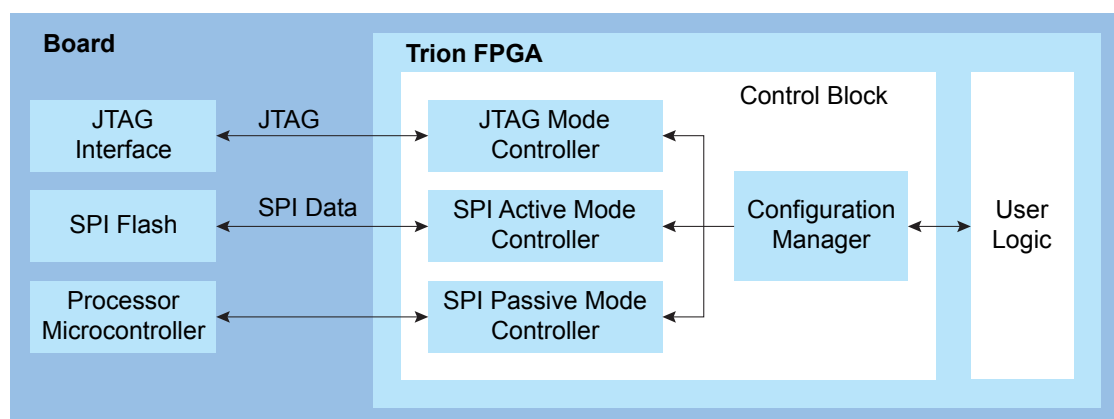 Board
Trion FPGA
Control Block
JTAG
Interface
JTAG
JTAG Mode
Controller
SPI Flash
SPI Data
SPI Active Mode
Controller
Configuration
Manager
User
Logic
Processor
Microcontroller
SPI Passive Mode
Controller